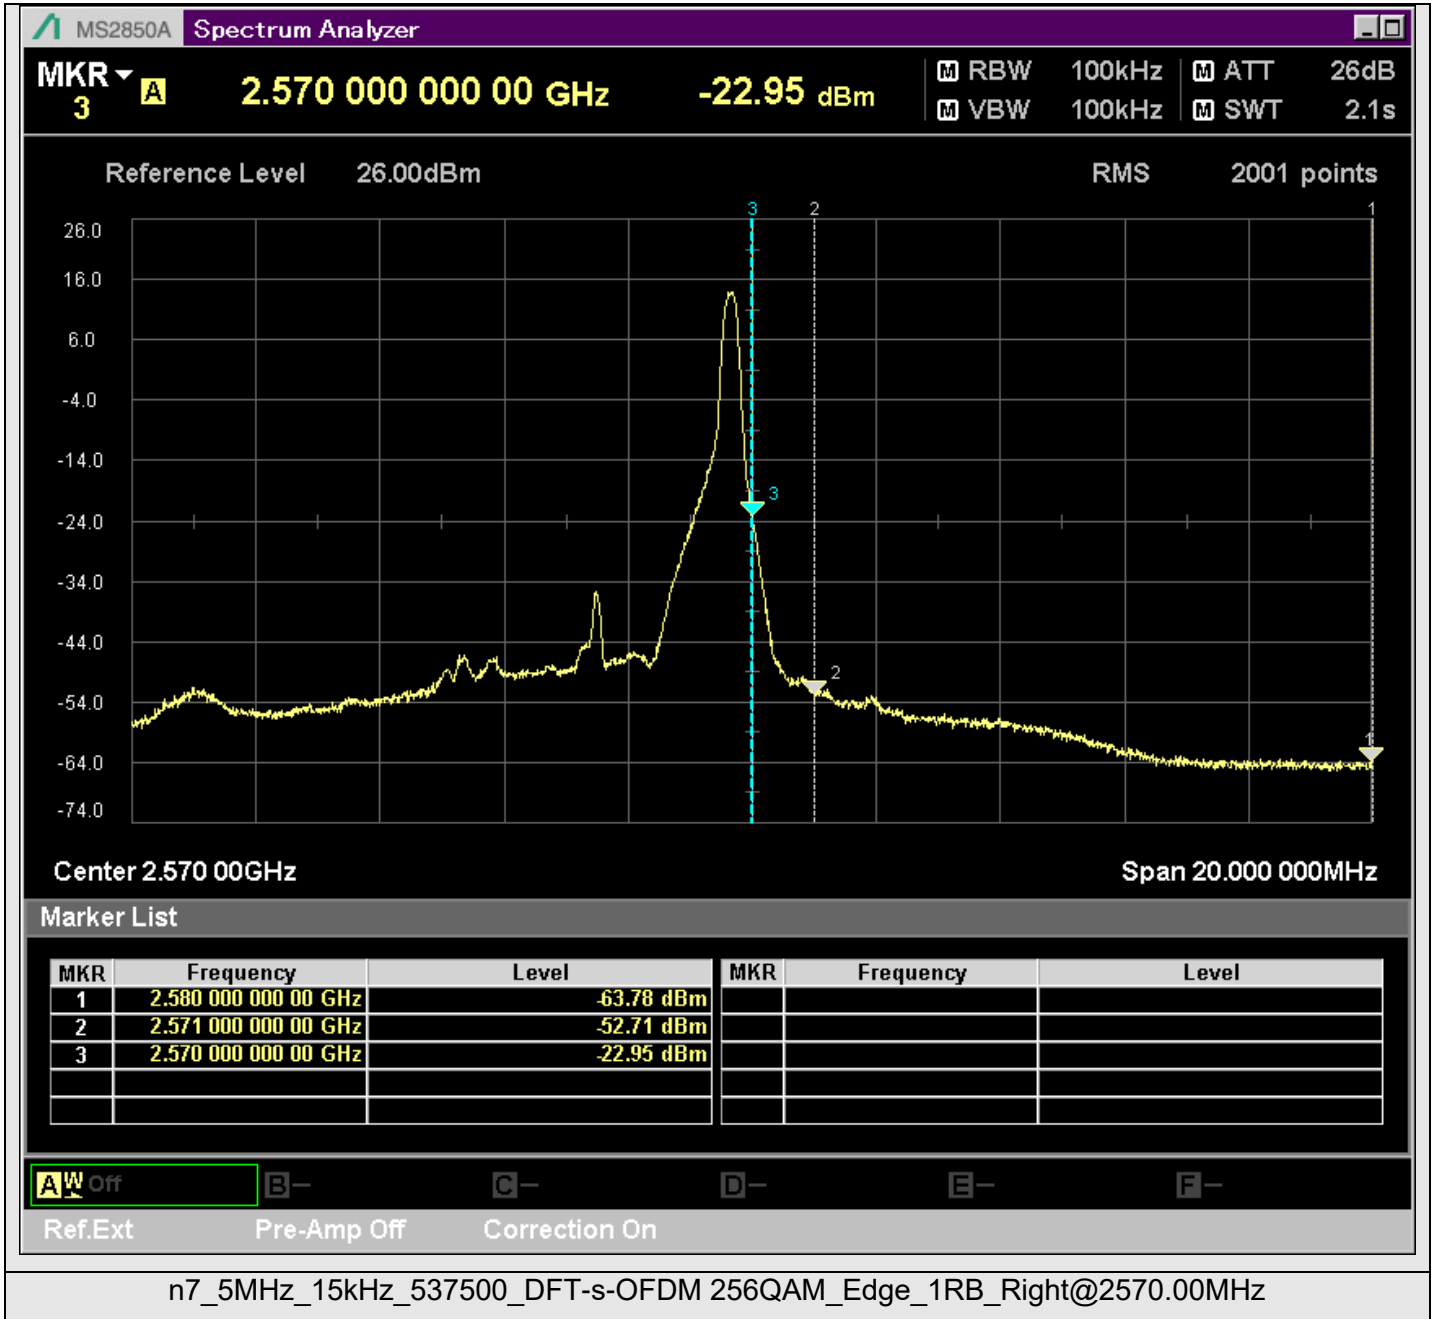 MS2850A Spectrum Analyzer
MKR 3 A 2.570 000 000 00 GHz -22.95 dBm
M RBW 100kHz M ATT 26dB
M VBW 100kHz M SWT 2.1s
Reference Level 26.00dBm RMS 2001 points
3 2 1
26.0
16.0
6.0
-4.0
-14.0
3
-24.0
-34.0
-44.0
2
-54.0
1
-64.0
-74.0
Center 2.570 00GHz Span 20.000 000MHz
Marker List
MKR Frequency Level MKR Frequency Level
1 2.580 000 000 00 GHz -63.78 dBm
2 2.571 000 000 00 GHz -52.71 dBm
3 2.570 000 000 00 GHz -22.95 dBm
A W Off B – C – D – E – F –
Ref.Ext Pre-Amp Off Correction On
n7_5MHz_15kHz_537500_DFT-s-OFDM 256QAM_Edge_1RB_Right@2570.00MHz